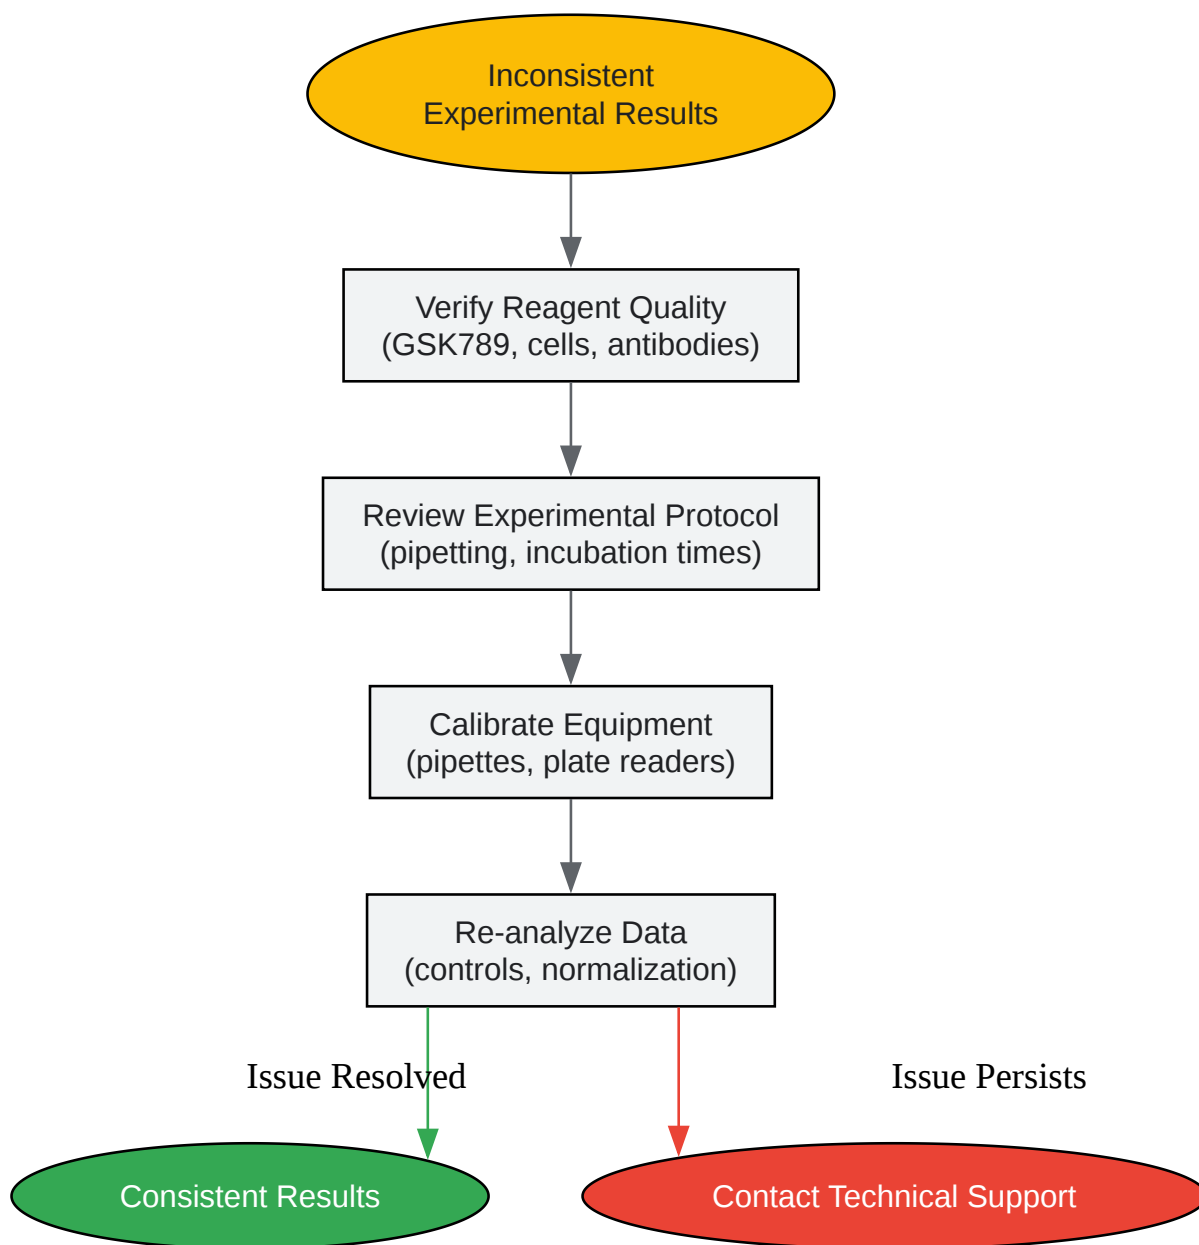 Inconsistent
Experimental Results
Verify Reagent Quality
(GSK789, cells, antibodies)
Review Experimental Protocol
(pipetting, incubation times)
Calibrate Equipment
(pipettes, plate readers)
Re-analyze Data
(controls, normalization)
Issue Resolved
Issue Persists
Consistent Results
Contact Technical Support